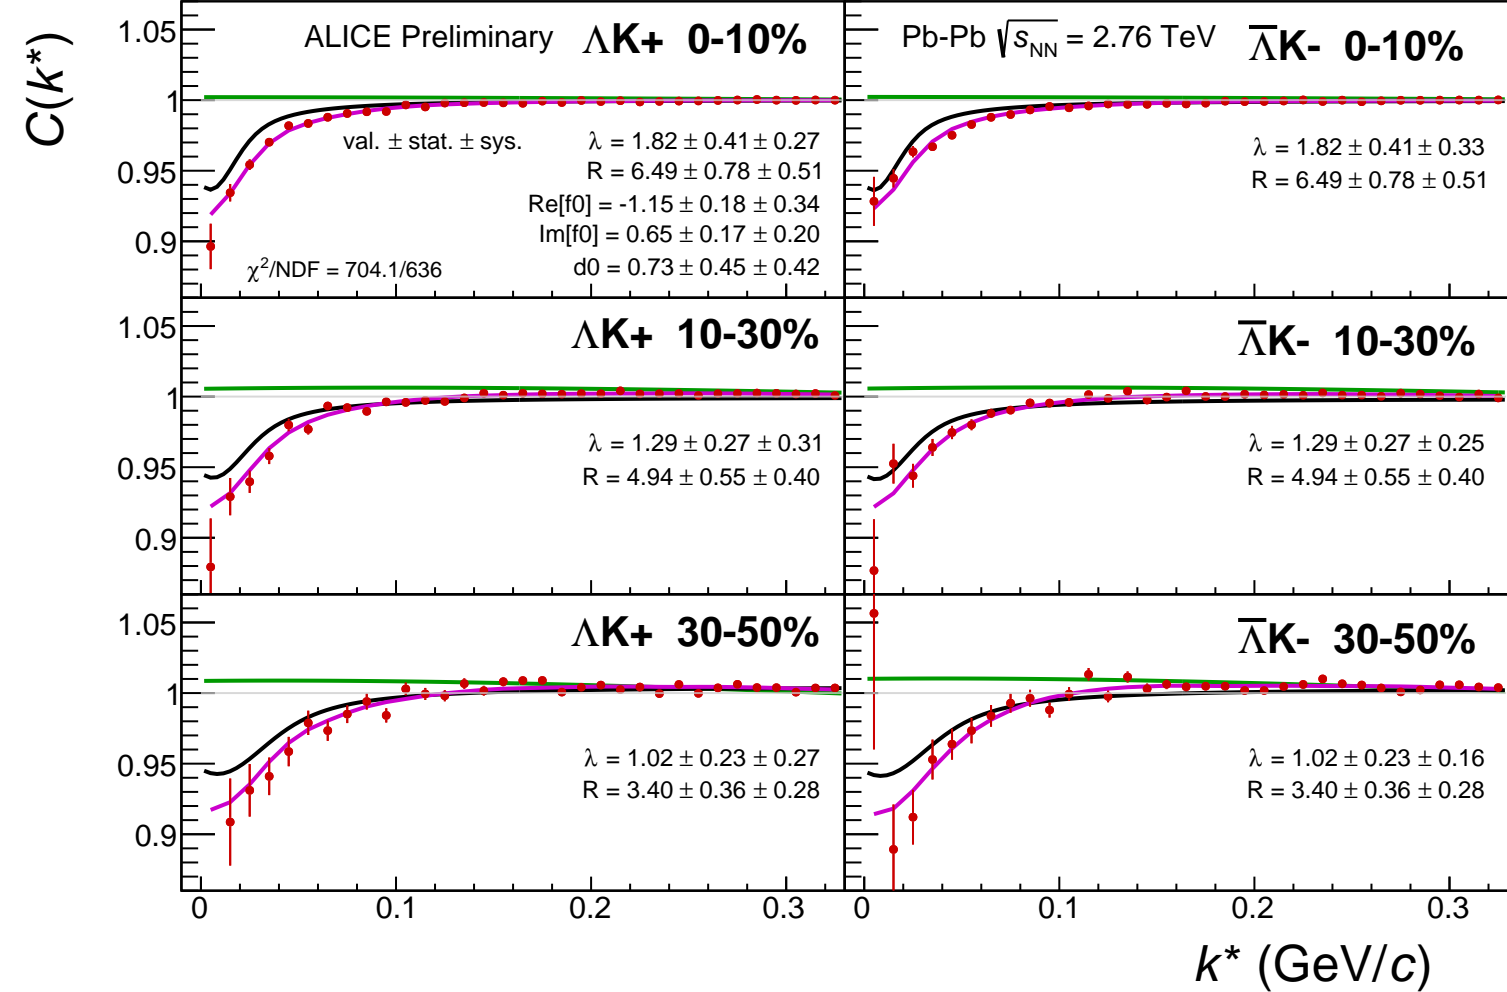 C(k*)
ALICE Preliminary ΛK+ 0-10%
1.05
1
0.95
0.9
val. ± stat. ± sys.
λ = 1.82 ± 0.41 ± 0.27
R = 6.49 ± 0.78 ± 0.51
Re[f0] = -1.15 ± 0.18 ± 0.34
Im[f0] = 0.65 ± 0.17 ± 0.20
d0 = 0.73 ± 0.45 ± 0.42
χ²/NDF = 704.1/636
Pb-Pb √sNN = 2.76 TeV Λ̅K- 0-10%
λ = 1.82 ± 0.41 ± 0.33
R = 6.49 ± 0.78 ± 0.51
ΛK+ 10-30%
1.05
1
0.95
0.9
λ = 1.29 ± 0.27 ± 0.31
R = 4.94 ± 0.55 ± 0.40
Λ̅K- 10-30%
λ = 1.29 ± 0.27 ± 0.25
R = 4.94 ± 0.55 ± 0.40
ΛK+ 30-50%
1.05
1
0.95
0.9
λ = 1.02 ± 0.23 ± 0.27
R = 3.40 ± 0.36 ± 0.28
Λ̅K- 30-50%
λ = 1.02 ± 0.23 ± 0.16
R = 3.40 ± 0.36 ± 0.28
0 0.1 0.2 0.3
0 0.1 0.2 0.3
k* (GeV/c)